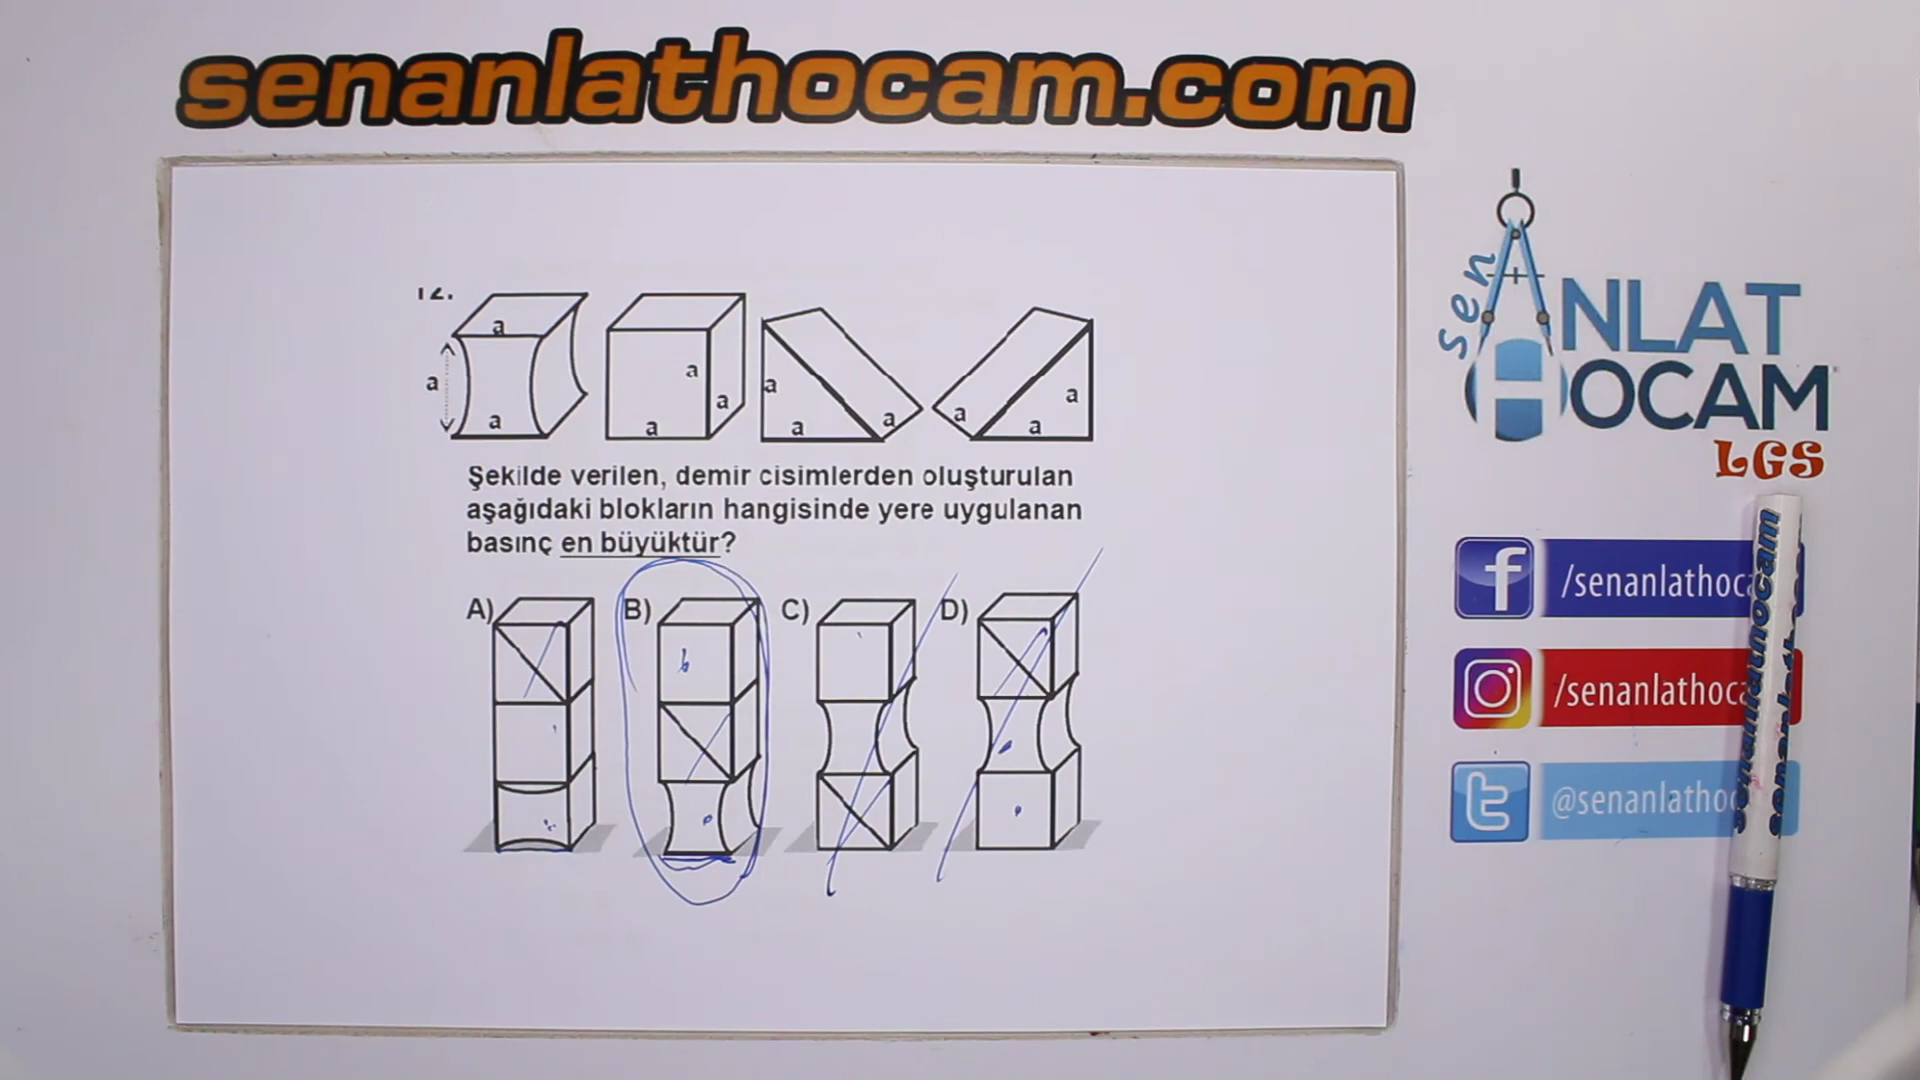 senanlathocam.com
12.
a
a
a
a
a
a
a
a
a
a
a
a
Şekilde verilen, demir cisimlerden oluşturulan
aşağıdaki blokların hangisinde yere uygulanan
basınç en büyüktür?
A) B) C) D)
sen
ANLAT
HOCAM
LGS
f /senanlathoca
/senanlathoca
t @senanlathoc
senanlathocam